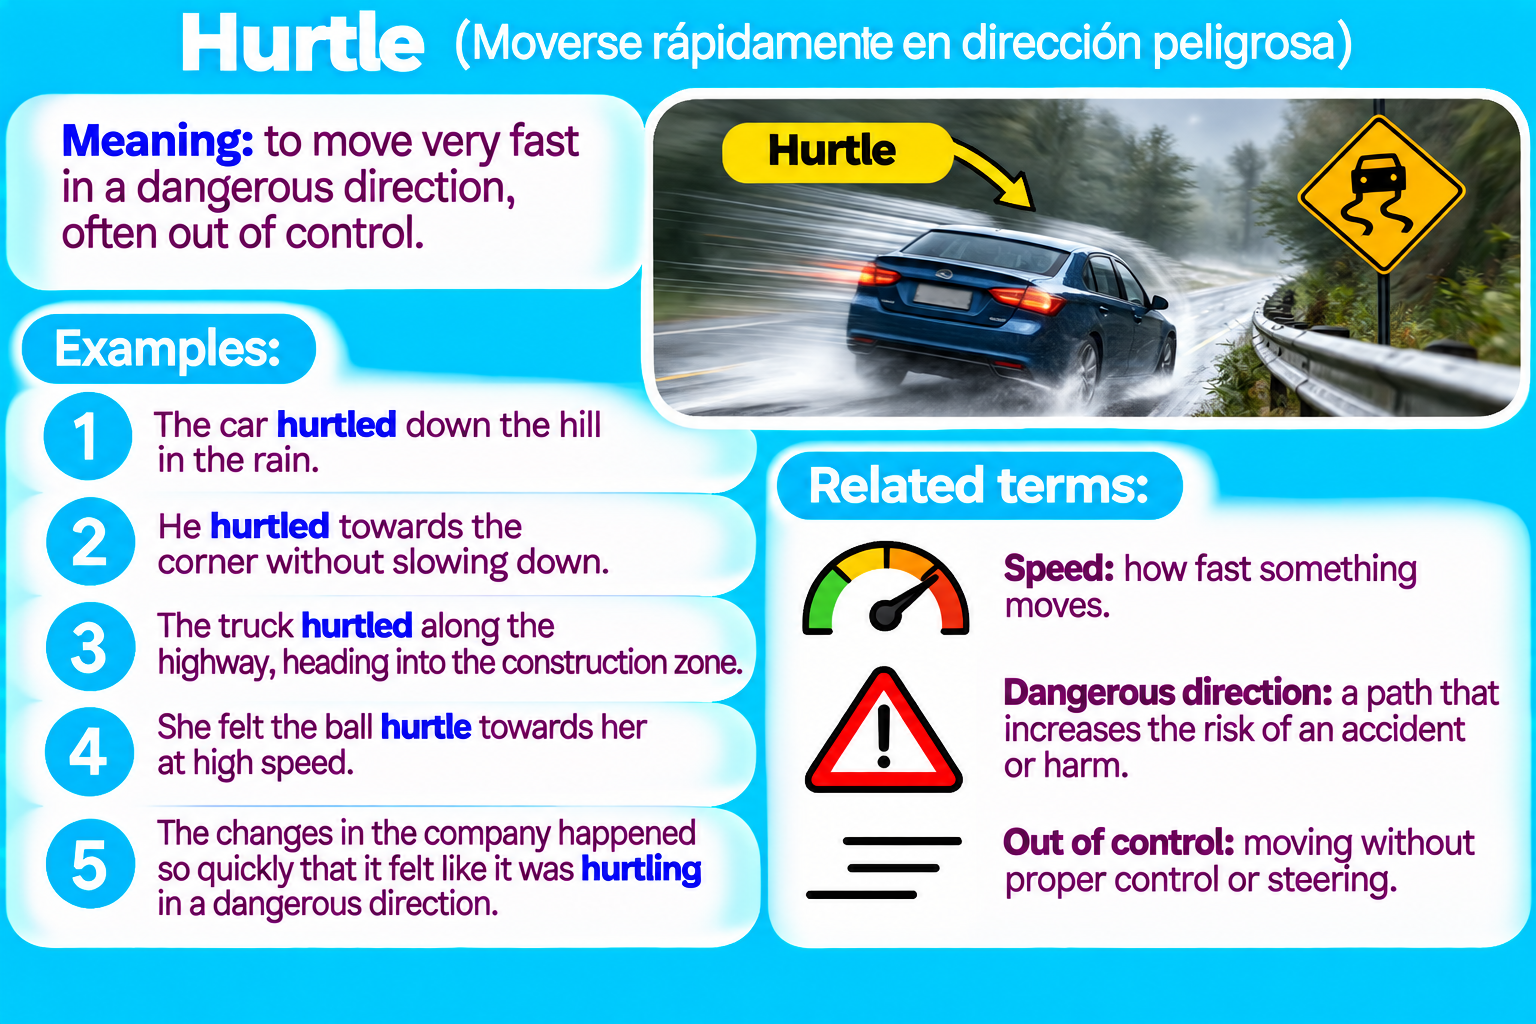 Hurtle (Moverse rápidamente en dirección peligrosa)
Meaning: to move very fast
in a dangerous direction,
often out of control.
Hurtle
Examples:
1 The car hurtled down the hill
in the rain.
2 He hurtled towards the
corner without slowing down.
3 The truck hurtled along the
highway, heading into the construction zone.
4 She felt the ball hurtle towards her
at high speed.
5 The changes in the company happened
so quickly that it felt like it was hurtling
in a dangerous direction.
Related terms:
Speed: how fast something
moves.
Dangerous direction: a path that
increases the risk of an accident
or harm.
Out of control: moving without
proper control or steering.